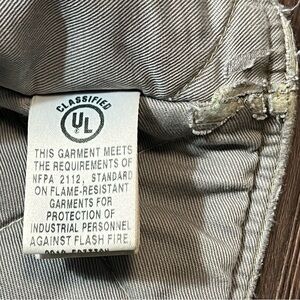 CLASSIFIED
UL
THIS GARMENT MEETS
THE REQUIREMENTS OF
NFPA 2112, STANDARD
ON FLAME-RESISTANT
GARMENTS FOR
PROTECTION OF
INDUSTRIAL PERSONNEL
AGAINST FLASH FIRE